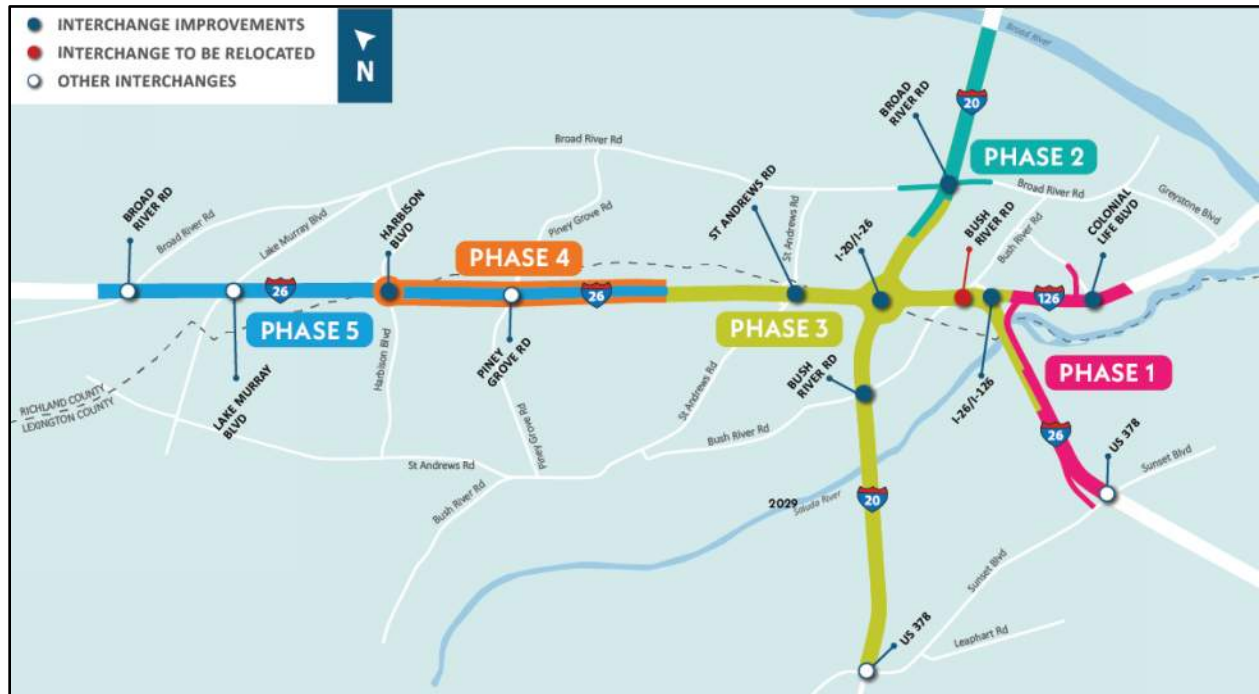 INTERCHANGE IMPROVEMENTS
INTERCHANGE TO BE RELOCATED
OTHER INTERCHANGES
N
Broad River
20
BROAD
RIVER RD
PHASE 2
Broad River Rd
Broad River Rd
Greystone Blvd
BROAD
RIVER RD
Broad River Rd
Lake Murray Blvd
HARBISON
BLVD
Piney Grove Rd
ST ANDREWS RD
St Andrews Rd
I-20/I-26
BUSH
RIVER RD
Bush River Rd
COLONIAL
LIFE BLVD
PHASE 4
26
26
126
PHASE 5
PHASE 3
PHASE 1
RICHLAND COUNTY
LEXINGTON COUNTY
LAKE MURRAY
BLVD
Harbison Blvd
PINEY
GROVE RD
Piney Grove Rd
St Andrews Rd
BUSH
RIVER RD
I-26/I-126
26
US 378
Sunset Blvd
St Andrews Rd
Bush River Rd
Bush River Rd
2029
Saluda River
20
Sunset Blvd
US 378
Leaphart Rd